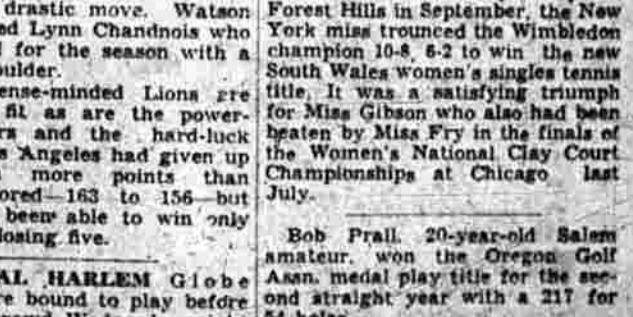 drastic move. Watson
ed Lynn Chandnois who
for the season with a
oulder.
ense-minded Lions are
fit as are the power-
rs and the hard-luck
s Angeles had given up
more points than
ored—163 to 156—but
been able to win only
losing five.
AL HARLEM Globe
re bound to play before
Forest Hills in September, the New
York miss trounced the Wimbledon
champion 10-8, 6-2 to win the new
South Wales women's singles tennis
title. It was a satisfying triumph
for Miss Gibson who also had been
beaten by Miss Fry in the finals of
the Women's National Clay Court
Championships at Chicago last
July.
Bob Prall, 20-year-old Salem
amateur, won the Oregon Golf
Assn. medal play title for the sec-
ond straight year with a 217 for
54 holes.